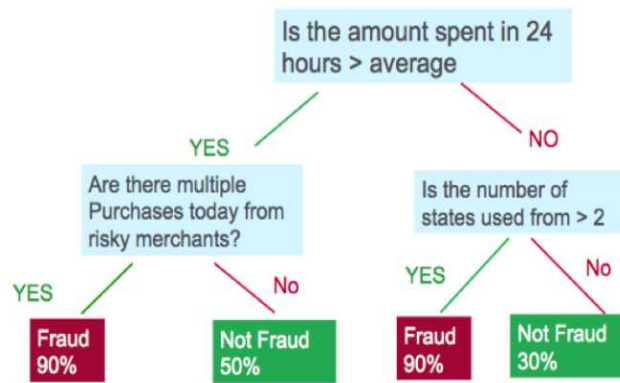 Is the amount spent in 24
hours > average
YES
NO
Are there multiple
Purchases today from
risky merchants?
Is the number of
states used from > 2
YES
No
YES
No
Fraud
90%
Not Fraud
50%
Fraud
90%
Not Fraud
30%